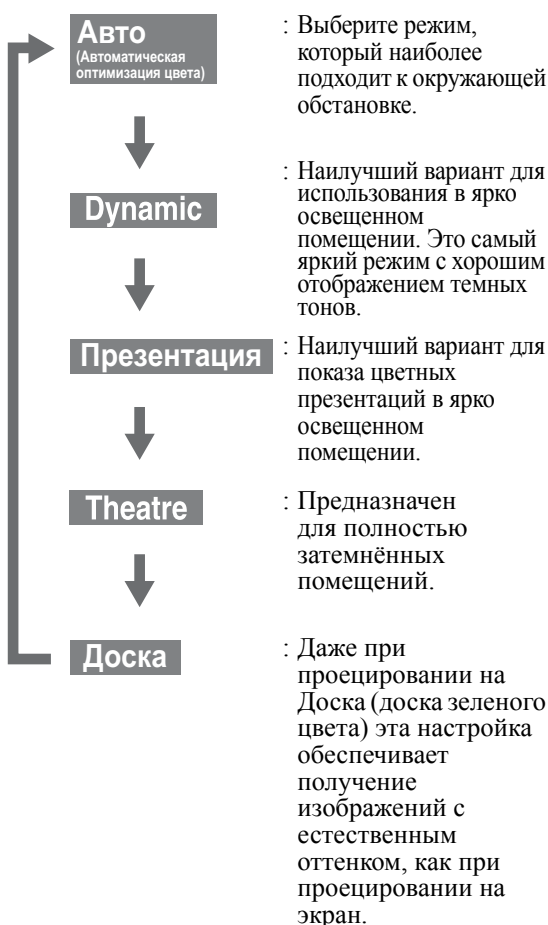 Авто
(Автоматическая
оптимизация цвета)
: Выберите режим,
который наиболее
подходит к окружающей
обстановке.
Dynamic
: Наилучший вариант для
использования в ярко
освещенном
помещении. Это самый
яркий режим с хорошим
отображением темных
тонов.
Презентация
: Наилучший вариант для
показа цветных
презентаций в ярко
освещенном
помещении.
Theatre
: Предназначен
для полностью
затемнённых
помещений.
Доска
: Даже при
проецировании на
Доска (доска зеленого
цвета) эта настройка
обеспечивает
получение
изображений с
естественным
оттенком, как при
проецировании на
экран.